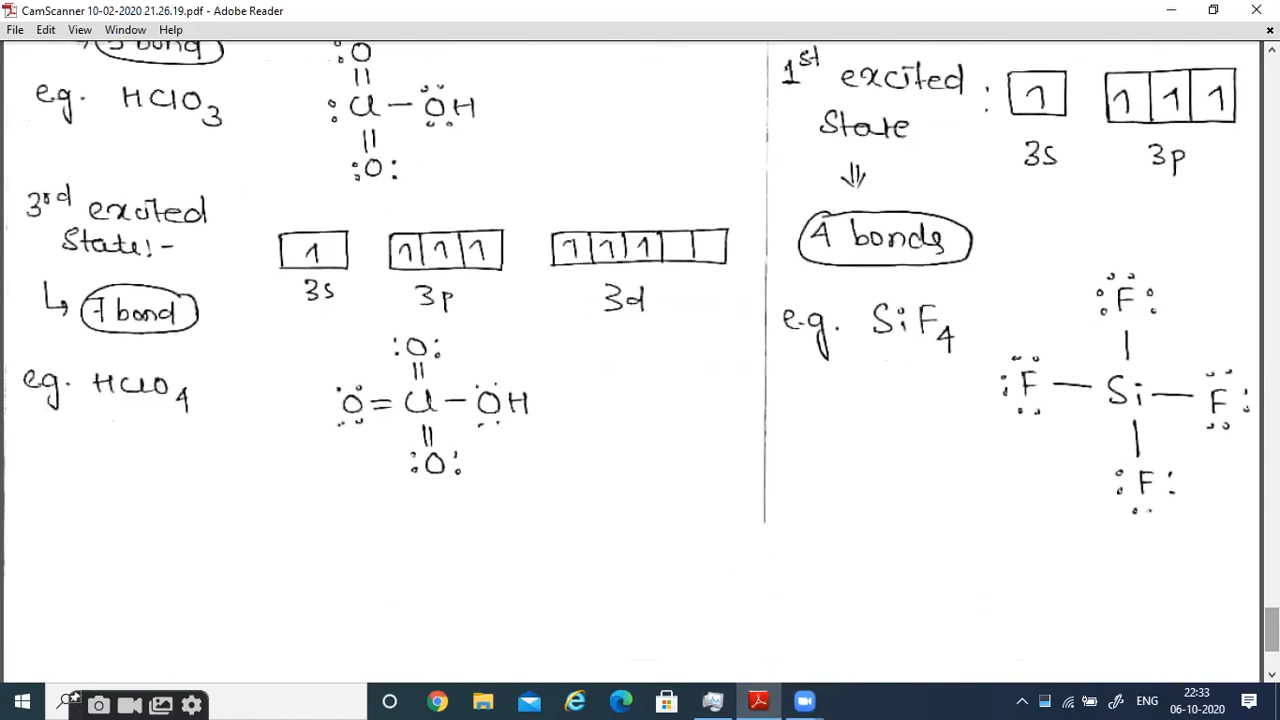 CamScanner 10-02-2020 21.26.19.pdf - Adobe Reader
File Edit View Window Help
5 bond
e.g. HClO3
:O
Cl — OH
:O:
3rd excited
State:-
1 1 1 1 1 1 1
3s 3p 3d
7 bond
e.g. HClO4
:O:
O = Cl — OH
:O:
1st excited
State
: 1 1 1 1
3s 3p
4 bonds
e.g. SiF4
F
F — Si — F
F
ENG
22:33
06-10-2020